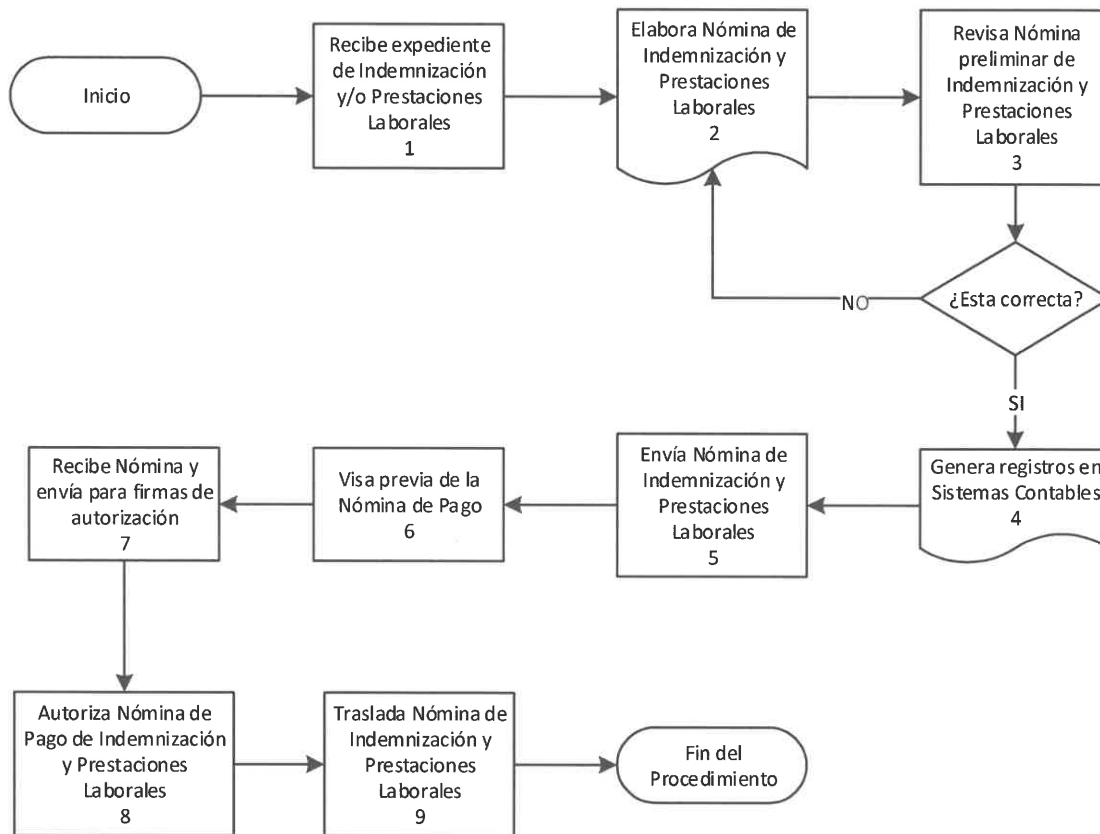 Inicio
Recibe expediente
de Indemnización
y/o Prestaciones
Laborales
1
Elabora Nómina de
Indemnización y
Prestaciones
Laborales
2
Revisa Nómina
preliminar de
Indemnización y
Prestaciones
Laborales
3
¿Esta correcta?
NO
SI
Genera registros en
Sistemas Contables
4
Envía Nómina de
Indemnización y
Prestaciones
Laborales
5
Visa previa de la
Nómina de Pago
6
Recibe Nómina y
envía para firmas de
autorización
7
Autoriza Nómina de
Pago de Indemnización
y Prestaciones
Laborales
8
Traslada Nómina de
Indemnización y
Prestaciones
Laborales
9
Fin del
Procedimiento